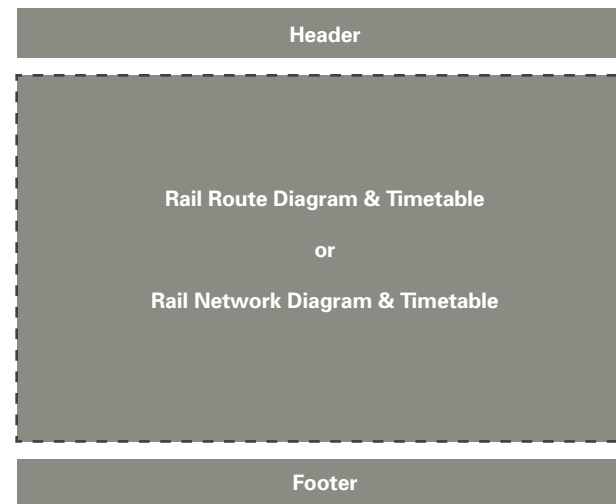 Header
Rail Route Diagram & Timetable
or
Rail Network Diagram & Timetable
Footer